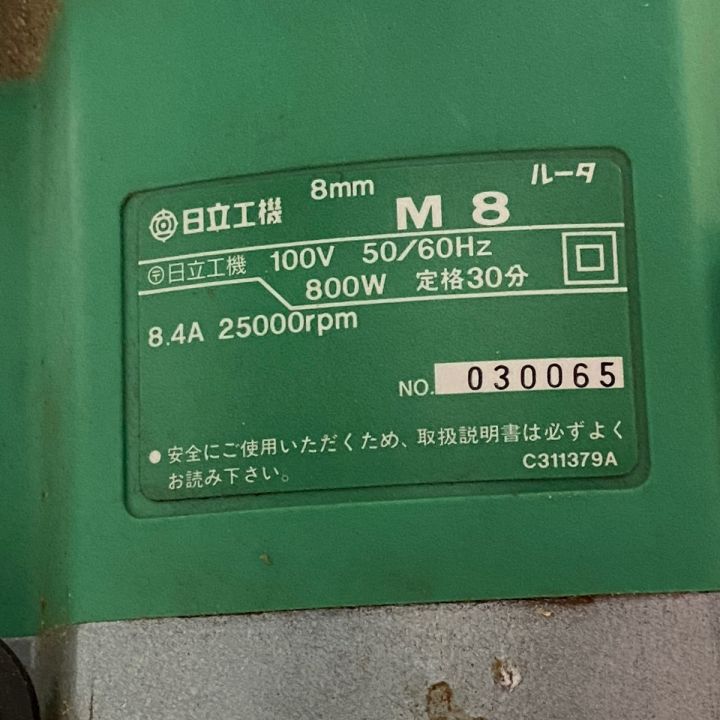 日立工機 8mm M 8 ルータ
〒日立工機 100V 50/60Hz
800W 定格30分
8.4A 25000rpm
NO. 030065
●安全にご使用いただくため、取扱説明書は必ずよく
お読み下さい。 C311379A